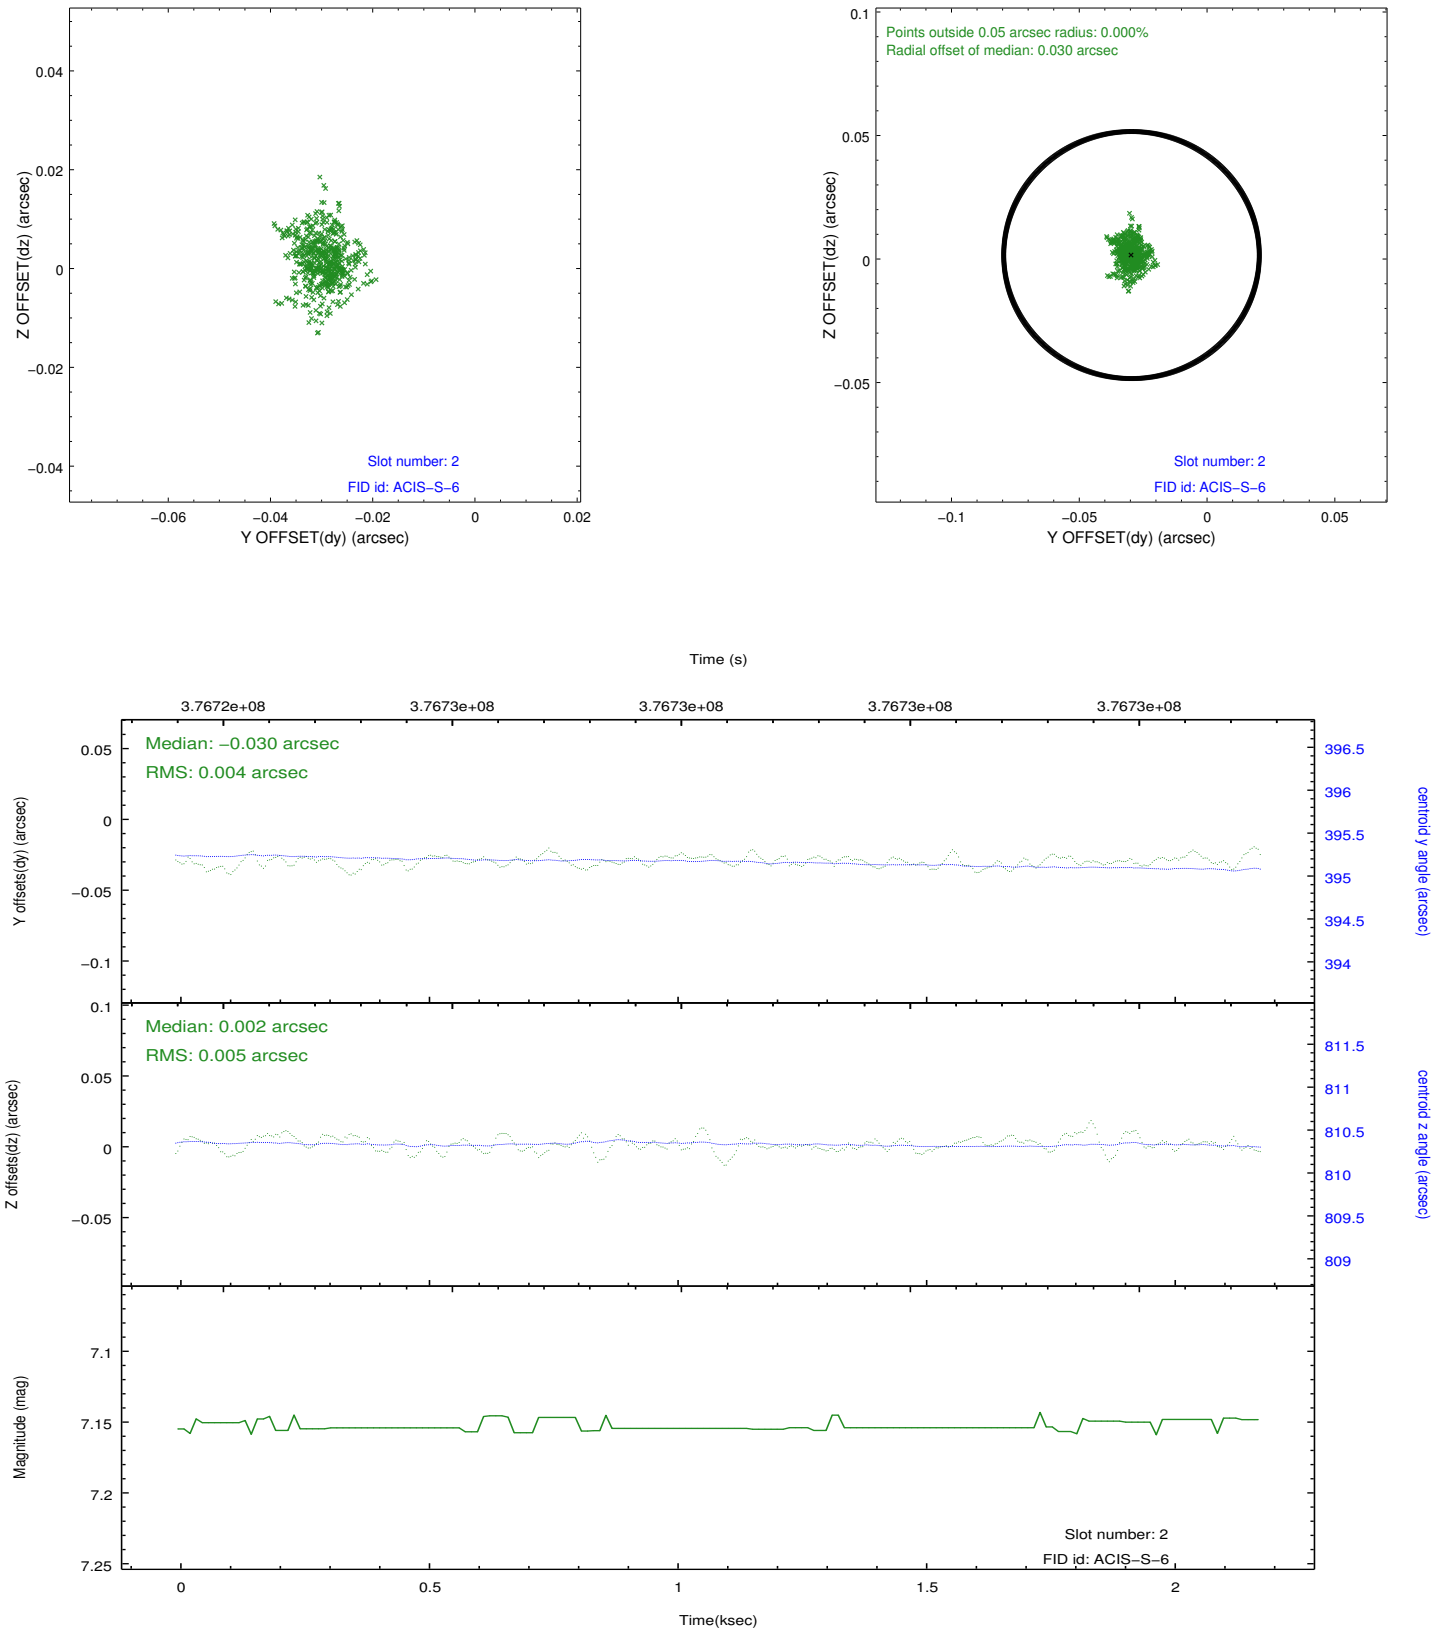 0.04
0.02
0
−0.02
−0.04
Z OFFSET(dz) (arcsec)
Slot number: 2
FID id: ACIS−S−6
−0.06
−0.04
−0.02
0
0.02
Y OFFSET(dy) (arcsec)
Points outside 0.05 arcsec radius: 0.000%
Radial offset of median: 0.030 arcsec
0.1
0.05
0
−0.05
Z OFFSET(dz) (arcsec)
Slot number: 2
FID id: ACIS−S−6
−0.1
−0.05
0
0.05
Y OFFSET(dy) (arcsec)
Time (s)
3.7672e+08
3.7673e+08
3.7673e+08
3.7673e+08
3.7673e+08
Median: −0.030 arcsec
RMS: 0.004 arcsec
0.05
0
−0.05
−0.1
Y offsets(dy) (arcsec)
396.5
396
395.5
395
394.5
394
centroid y angle (arcsec)
Median: 0.002 arcsec
RMS: 0.005 arcsec
0.1
0.05
0
−0.05
Z offsets(dz) (arcsec)
811.5
811
810.5
810
809.5
809
centroid z angle (arcsec)
7.1
7.15
7.2
7.25
Magnitude (mag)
Slot number: 2
FID id: ACIS−S−6
0
0.5
1
1.5
2
Time(ksec)